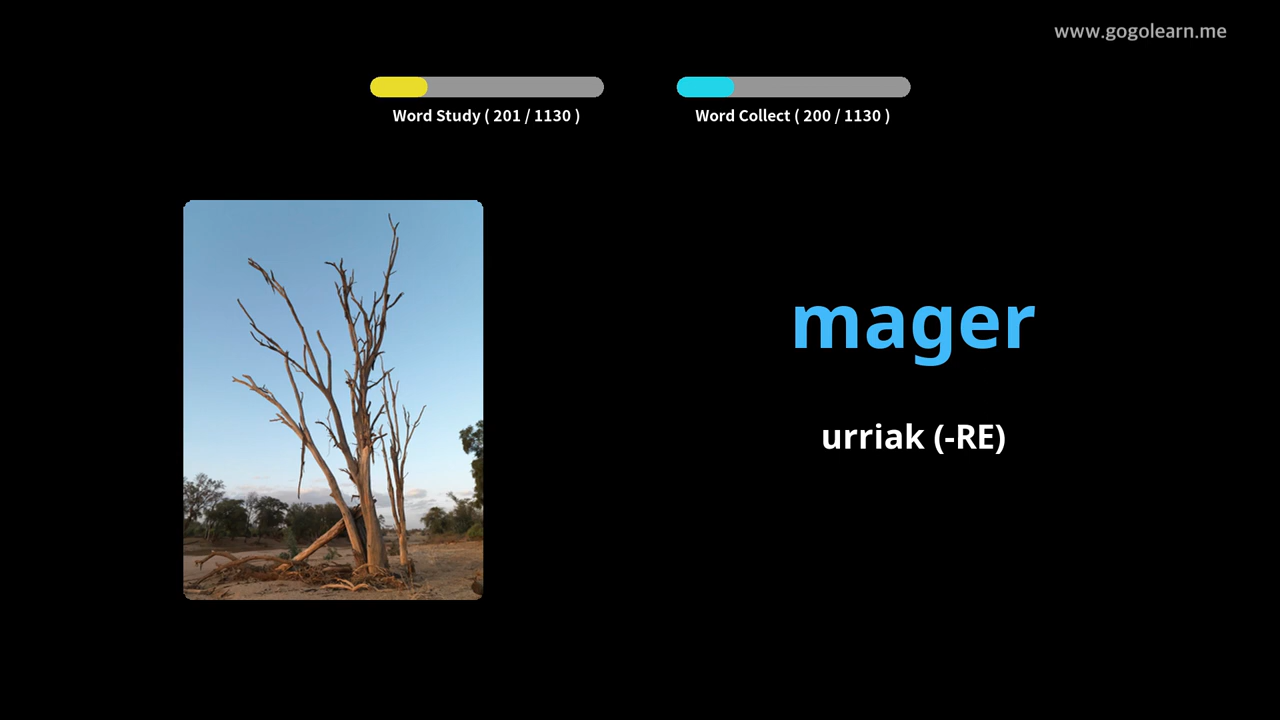 www.gogolearn.me
Word Study ( 201 / 1130 )
Word Collect ( 200 / 1130 )
mager
urriak (-RE)